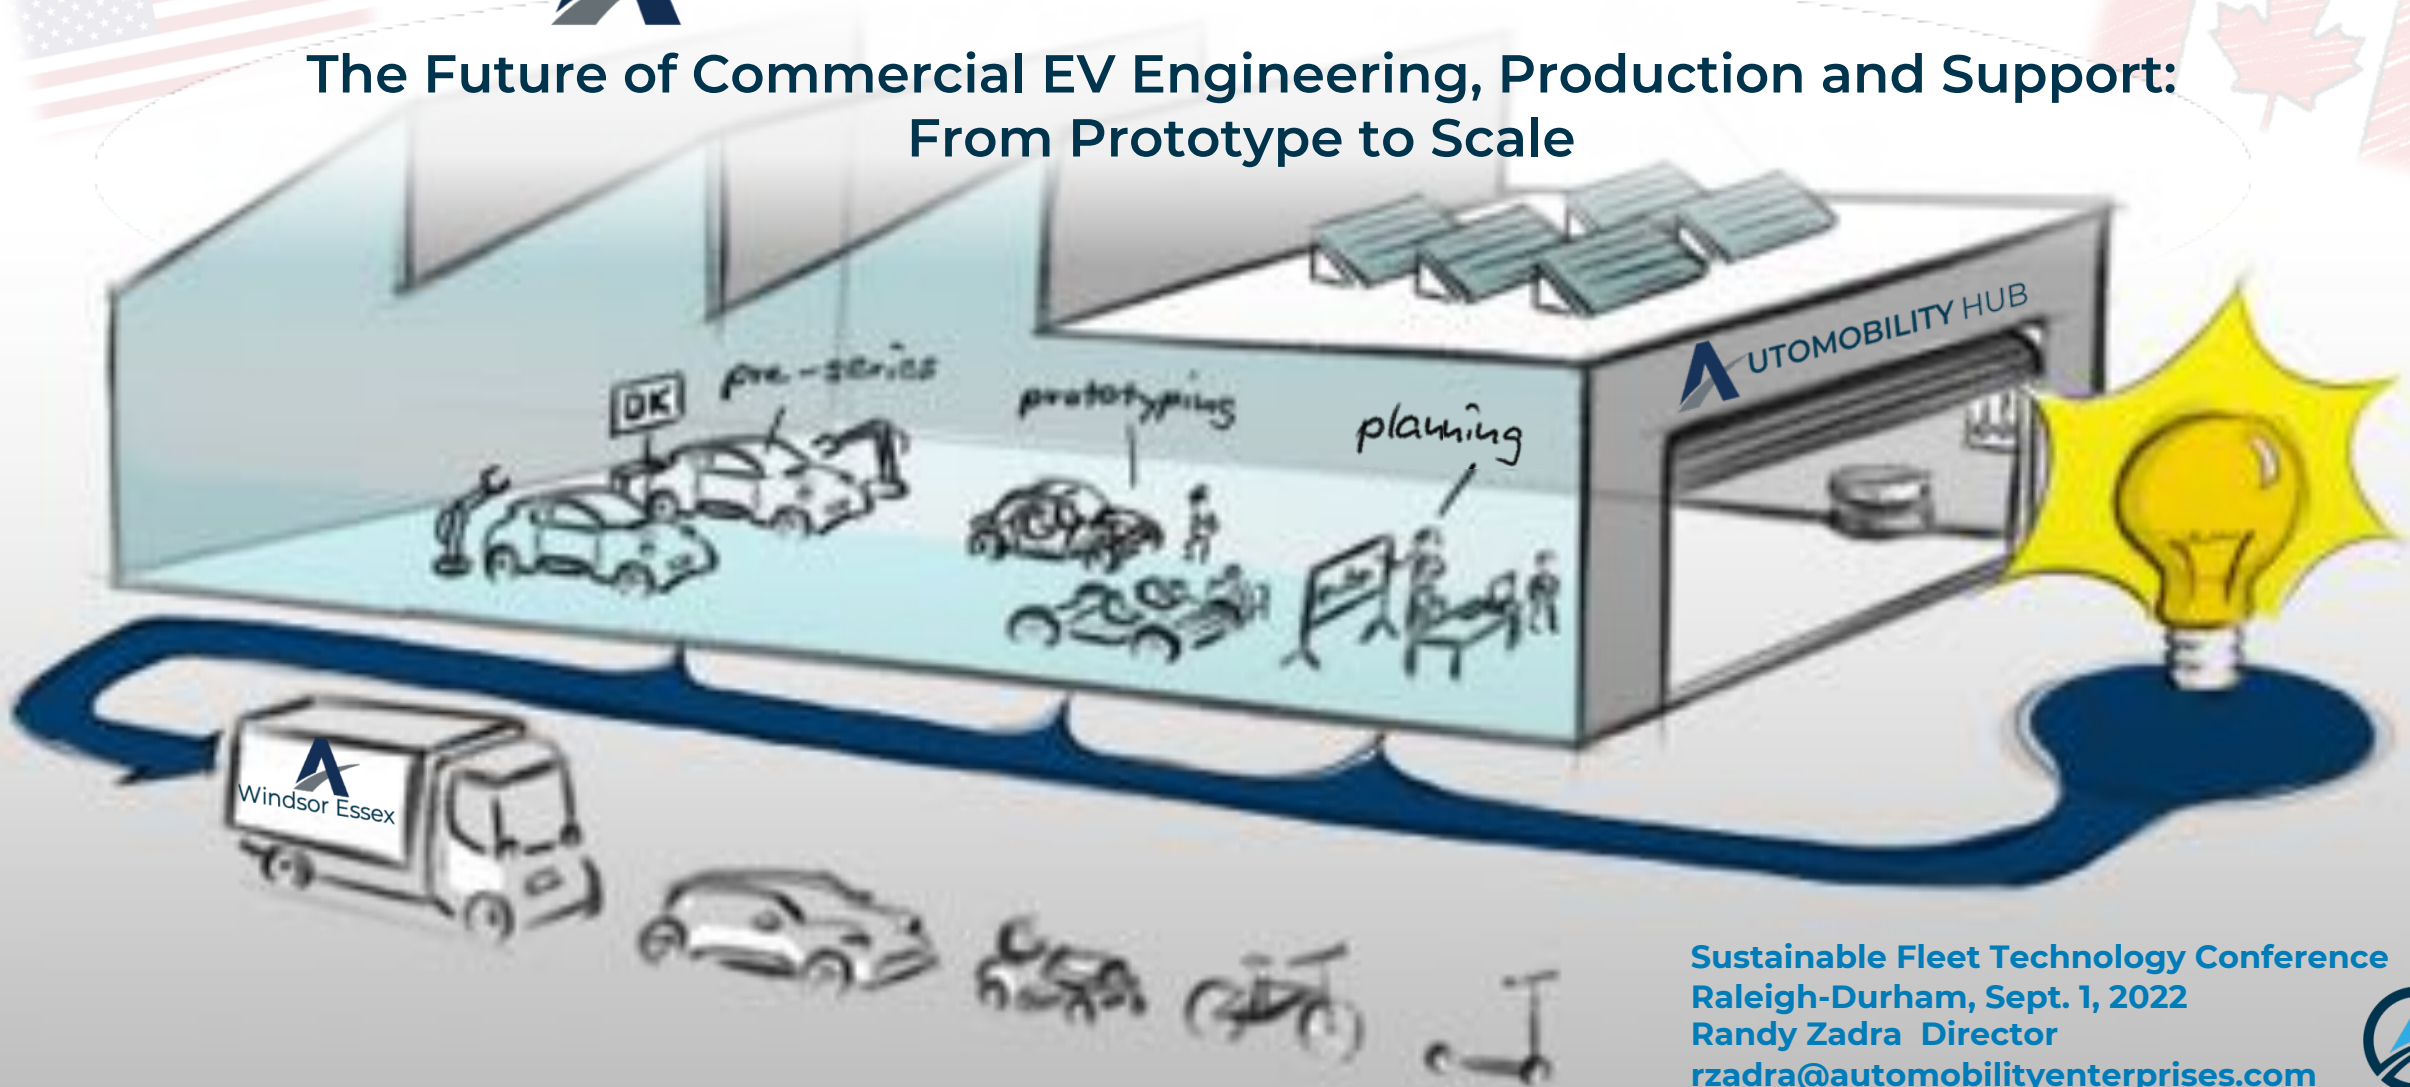 The Future of Commercial EV Engineering, Production and Support:
From Prototype to Scale
UTOMOBILITY HUB
OK
pre-series
prototyping
planning
Windsor Essex
Sustainable Fleet Technology Conference
Raleigh-Durham, Sept. 1, 2022
Randy Zadra Director
rzadra@automobilityenterprises.com